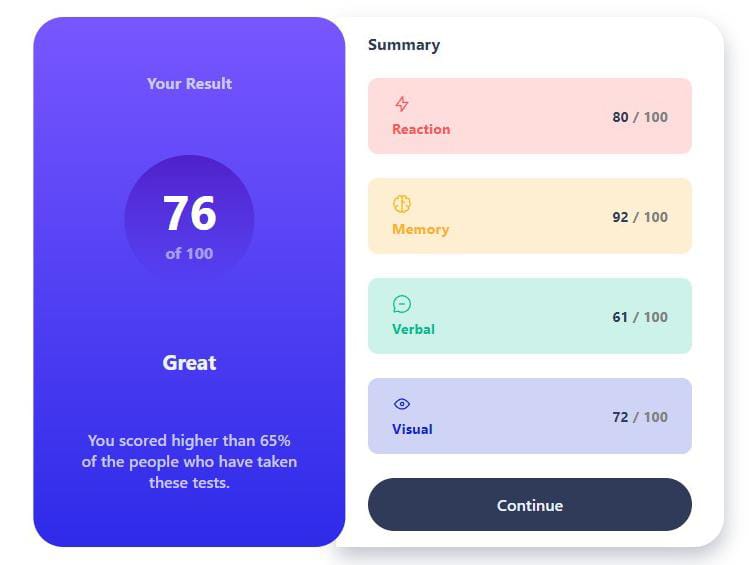 Your Result
76
of 100
Great
You scored higher than 65%
of the people who have taken
these tests.
Summary
Reaction
80 / 100
Memory
92 / 100
Verbal
61 / 100
Visual
72 / 100
Continue